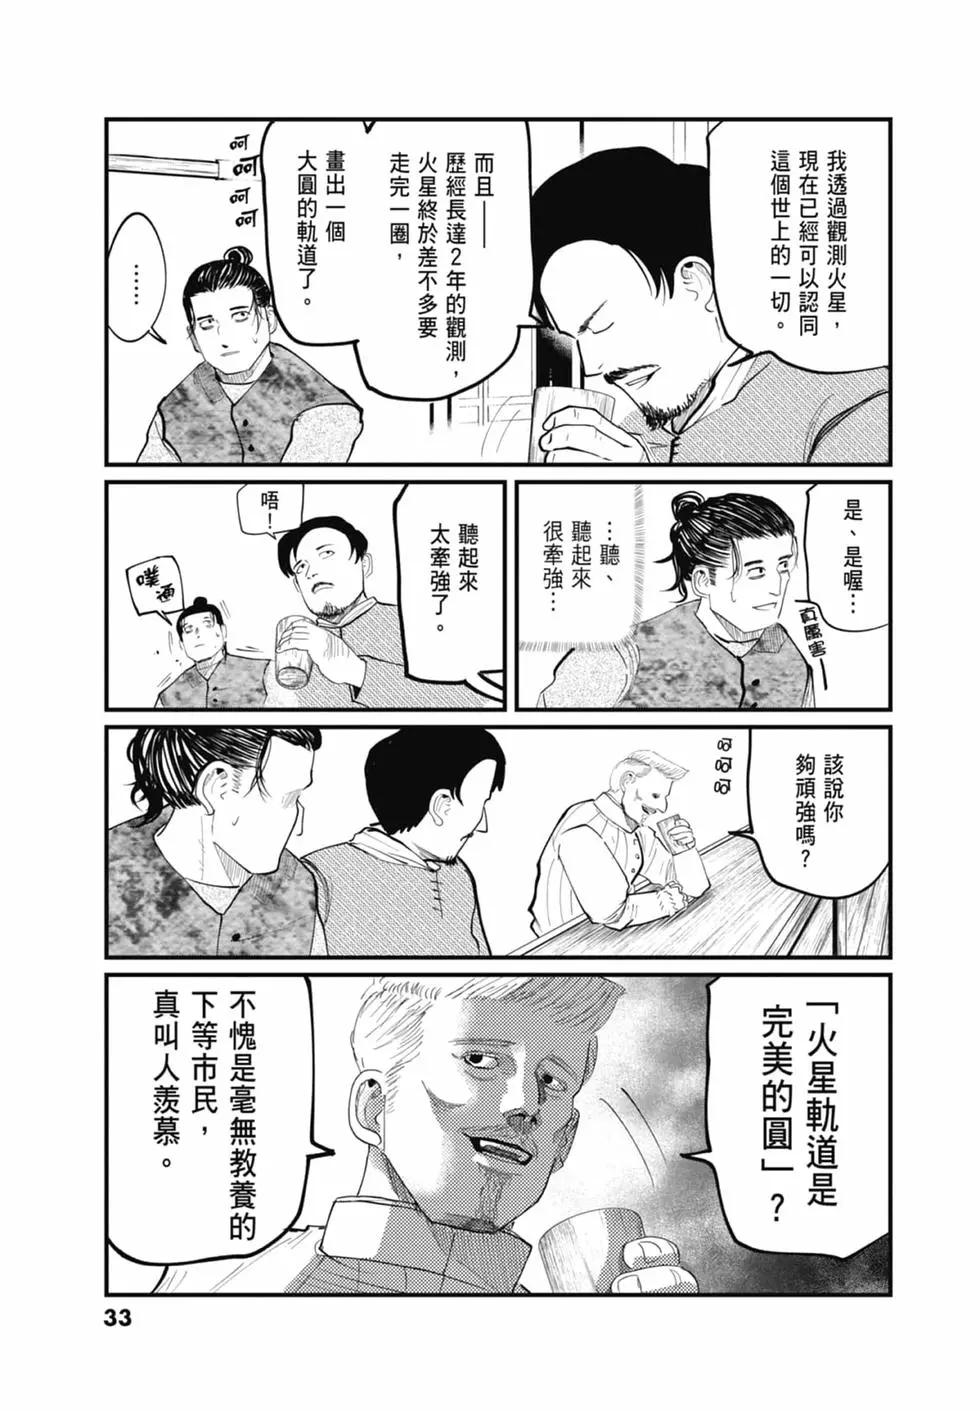 我透過觀測火星，
現在已經可以認同
這個世上的一切。
而且——
歷經長達2年的觀測，
火星終於差不多要
走完一圈，
畫出一個
大圓的軌道了。
呵
呵
呵
呵
……
是、是喔…
真厲害——
…聽、
聽起來
很牽強…
聽起來
太牽強了。
唔！
噗通
該說你
夠頑強嗎？
呵
呵
呵
「火星軌道是
完美的圓」？
不愧是毫無教養的
下等市民，
真叫人羨慕。
33